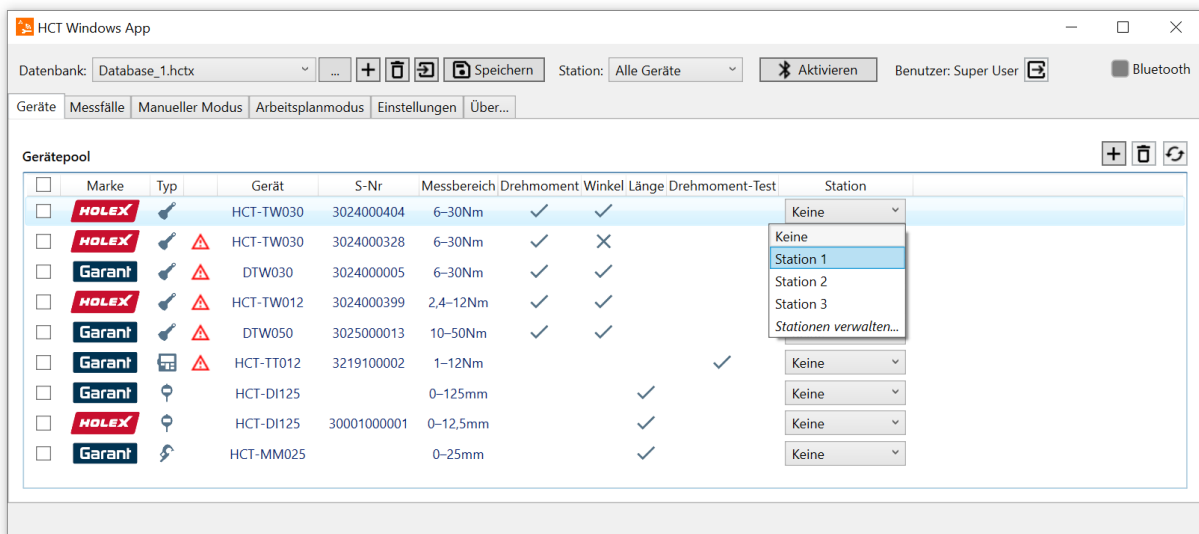 HCT Windows App
Datenbank: Database_1.hctx ... Speichern Station: Alle Geräte Aktivieren Benutzer: Super User Bluetooth
Geräte Messfälle Manueller Modus Arbeitsplanmodus Einstellungen Über...
Gerätepool
Marke Typ Gerät S-Nr Messbereich Drehmoment Winkel Länge Drehmoment-Test Station
HOLEX HCT-TW030 3024000404 6–30Nm Keine
HOLEX HCT-TW030 3024000328 6–30Nm Keine
Garant DTW030 3024000005 6–30Nm Station 1
Station 2
HOLEX HCT-TW012 3024000399 2,4–12Nm Station 3
Garant DTW050 3025000013 10–50Nm Stationen verwalten...
Garant HCT-TT012 3219100002 1–12Nm Keine
Garant HCT-DI125 0–125mm Keine
HOLEX HCT-DI125 30001000001 0–12,5mm Keine
Garant HCT-MM025 0–25mm Keine